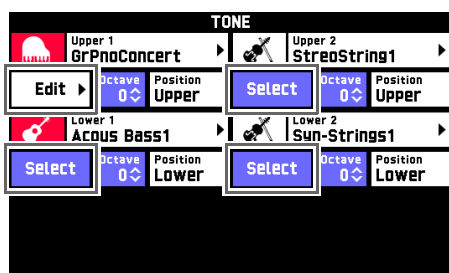 TONE
Upper 1
GrPnoConcert
Upper 2
StreoString1
Edit
Octave
0
Position
Upper
Select
Octave
0
Position
Upper
Lower 1
Acous Bass1
Lower 2
Syn-Strings1
Select
Octave
0
Position
Lower
Select
Octave
0
Position
Lower